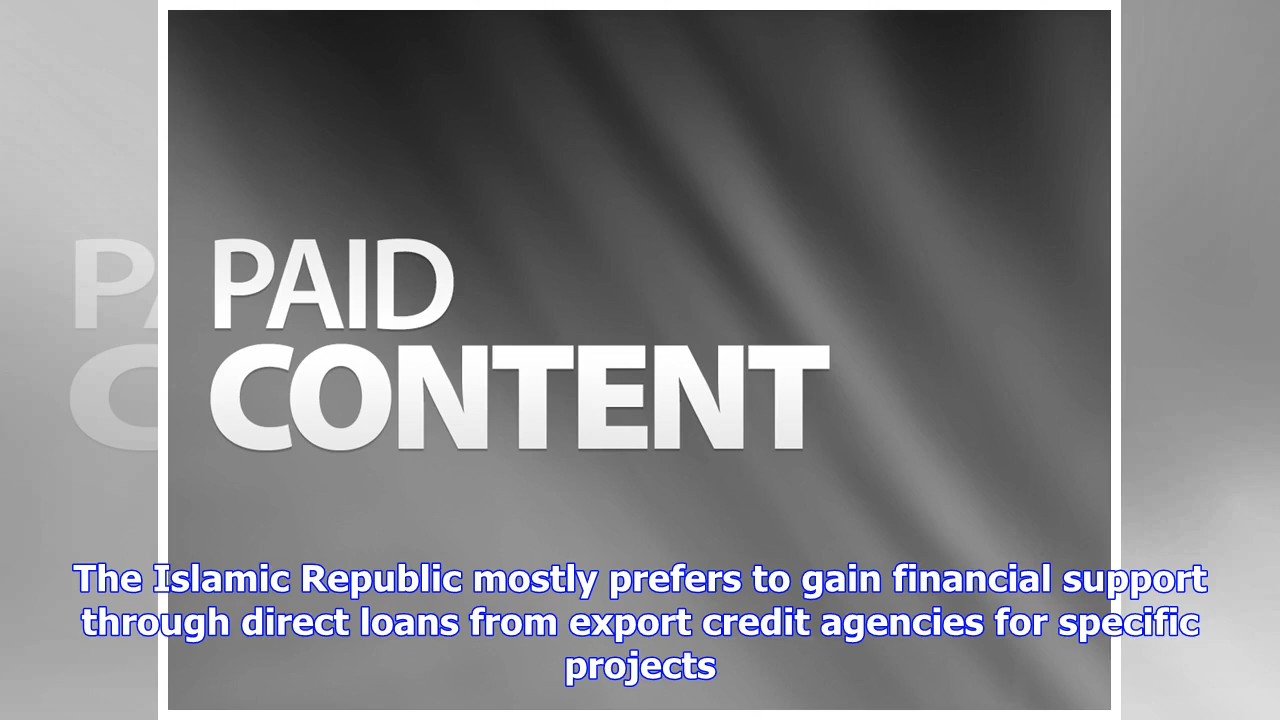 PAID
CONTENT
The Islamic Republic mostly prefers to gain financial support
through direct loans from export credit agencies for specific
projects